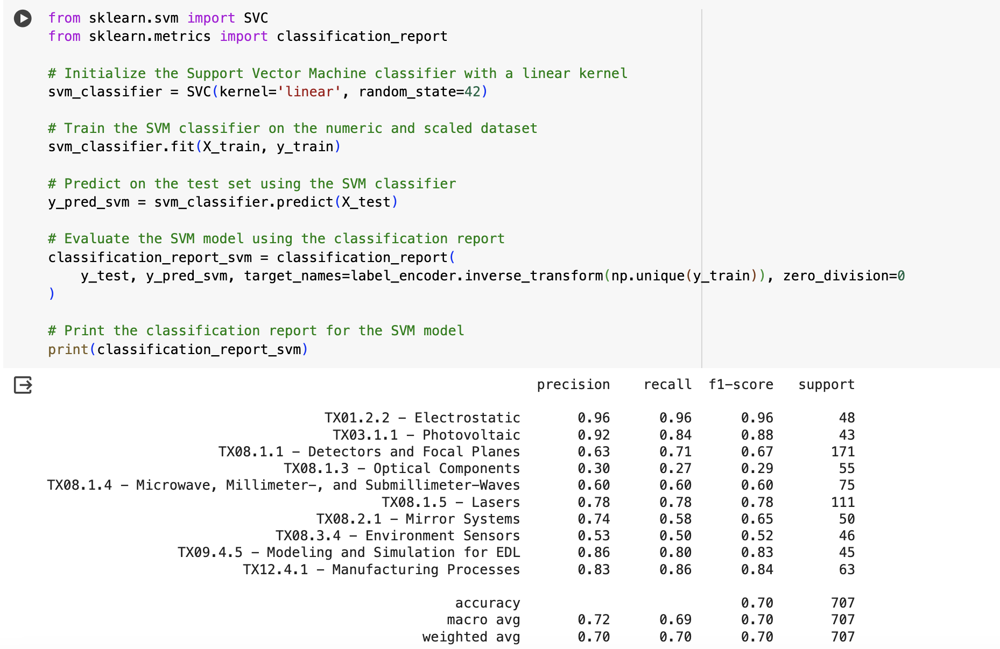 from sklearn.svm import SVC
from sklearn.metrics import classification_report
# Initialize the Support Vector Machine classifier with a linear kernel
svm_classifier = SVC(kernel='linear', random_state=42)
# Train the SVM classifier on the numeric and scaled dataset
svm_classifier.fit(X_train, y_train)
# Predict on the test set using the SVM classifier
y_pred_svm = svm_classifier.predict(X_test)
# Evaluate the SVM model using the classification report
classification_report_svm = classification_report(
    y_test, y_pred_svm, target_names=label_encoder.inverse_transform(np.unique(y_train)), zero_division=0
)
# Print the classification report for the SVM model
print(classification_report_svm)
precision recall f1-score support
TX01.2.2 - Electrostatic 0.96 0.96 0.96 48
TX03.1.1 - Photovoltaic 0.92 0.84 0.88 43
TX08.1.1 - Detectors and Focal Planes 0.63 0.71 0.67 171
TX08.1.3 - Optical Components 0.30 0.27 0.29 55
TX08.1.4 - Microwave, Millimeter-, and Submillimeter-Waves 0.60 0.60 0.60 75
TX08.1.5 - Lasers 0.78 0.78 0.78 111
TX08.2.1 - Mirror Systems 0.74 0.58 0.65 50
TX08.3.4 - Environment Sensors 0.53 0.50 0.52 46
TX09.4.5 - Modeling and Simulation for EDL 0.86 0.80 0.83 45
TX12.4.1 - Manufacturing Processes 0.83 0.86 0.84 63
accuracy 0.70 707
macro avg 0.72 0.69 0.70 707
weighted avg 0.70 0.70 0.70 707